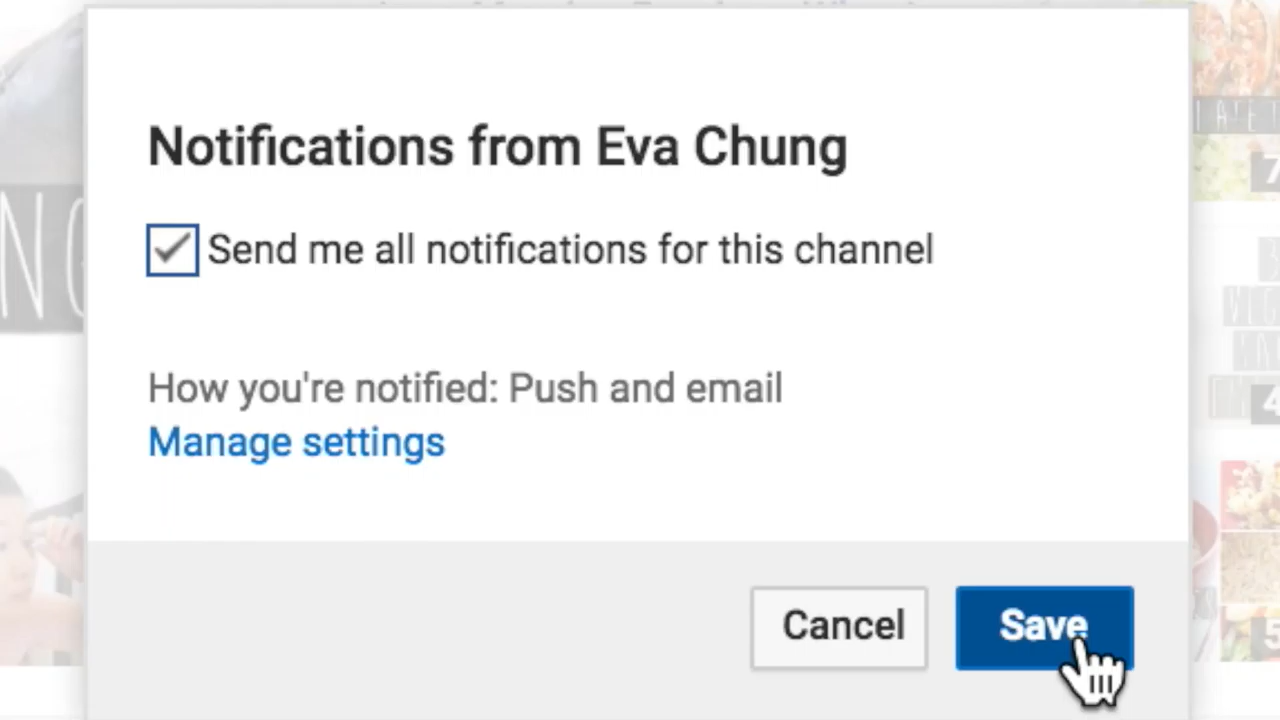 Notifications from Eva Chung
Send me all notifications for this channel
How you're notified: Push and email
Manage settings
Cancel
Save